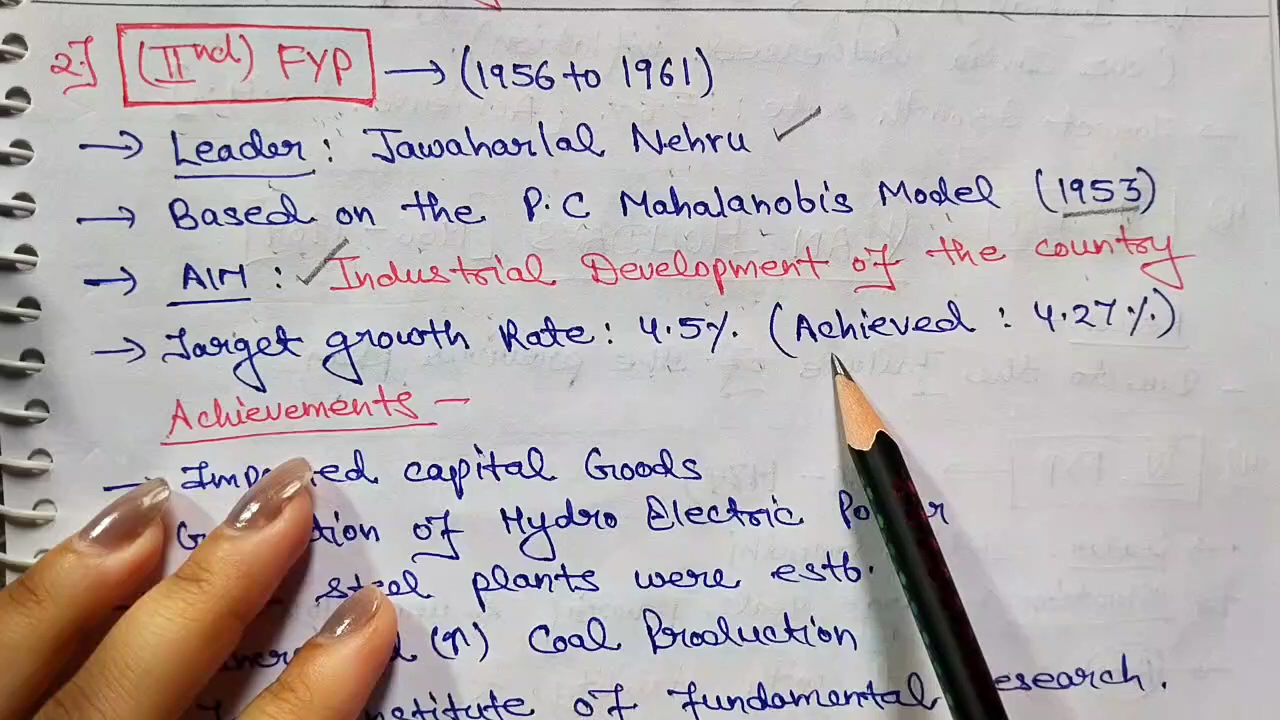 2.] (IInd) FYP → (1956 to 1961)
→ Leader: Jawaharlal Nehru ✓
→ Based on the P.C Mahalanobis Model (1953)
→ AIM: ✓ Industrial Development of the country
→ Target growth Rate: 4.5%. (Achieved: 4.27%.)
Achievements -
→ capital Goods
of Hydro Electric
steel plants were estb.
(↑) Coal Production
of fundamental